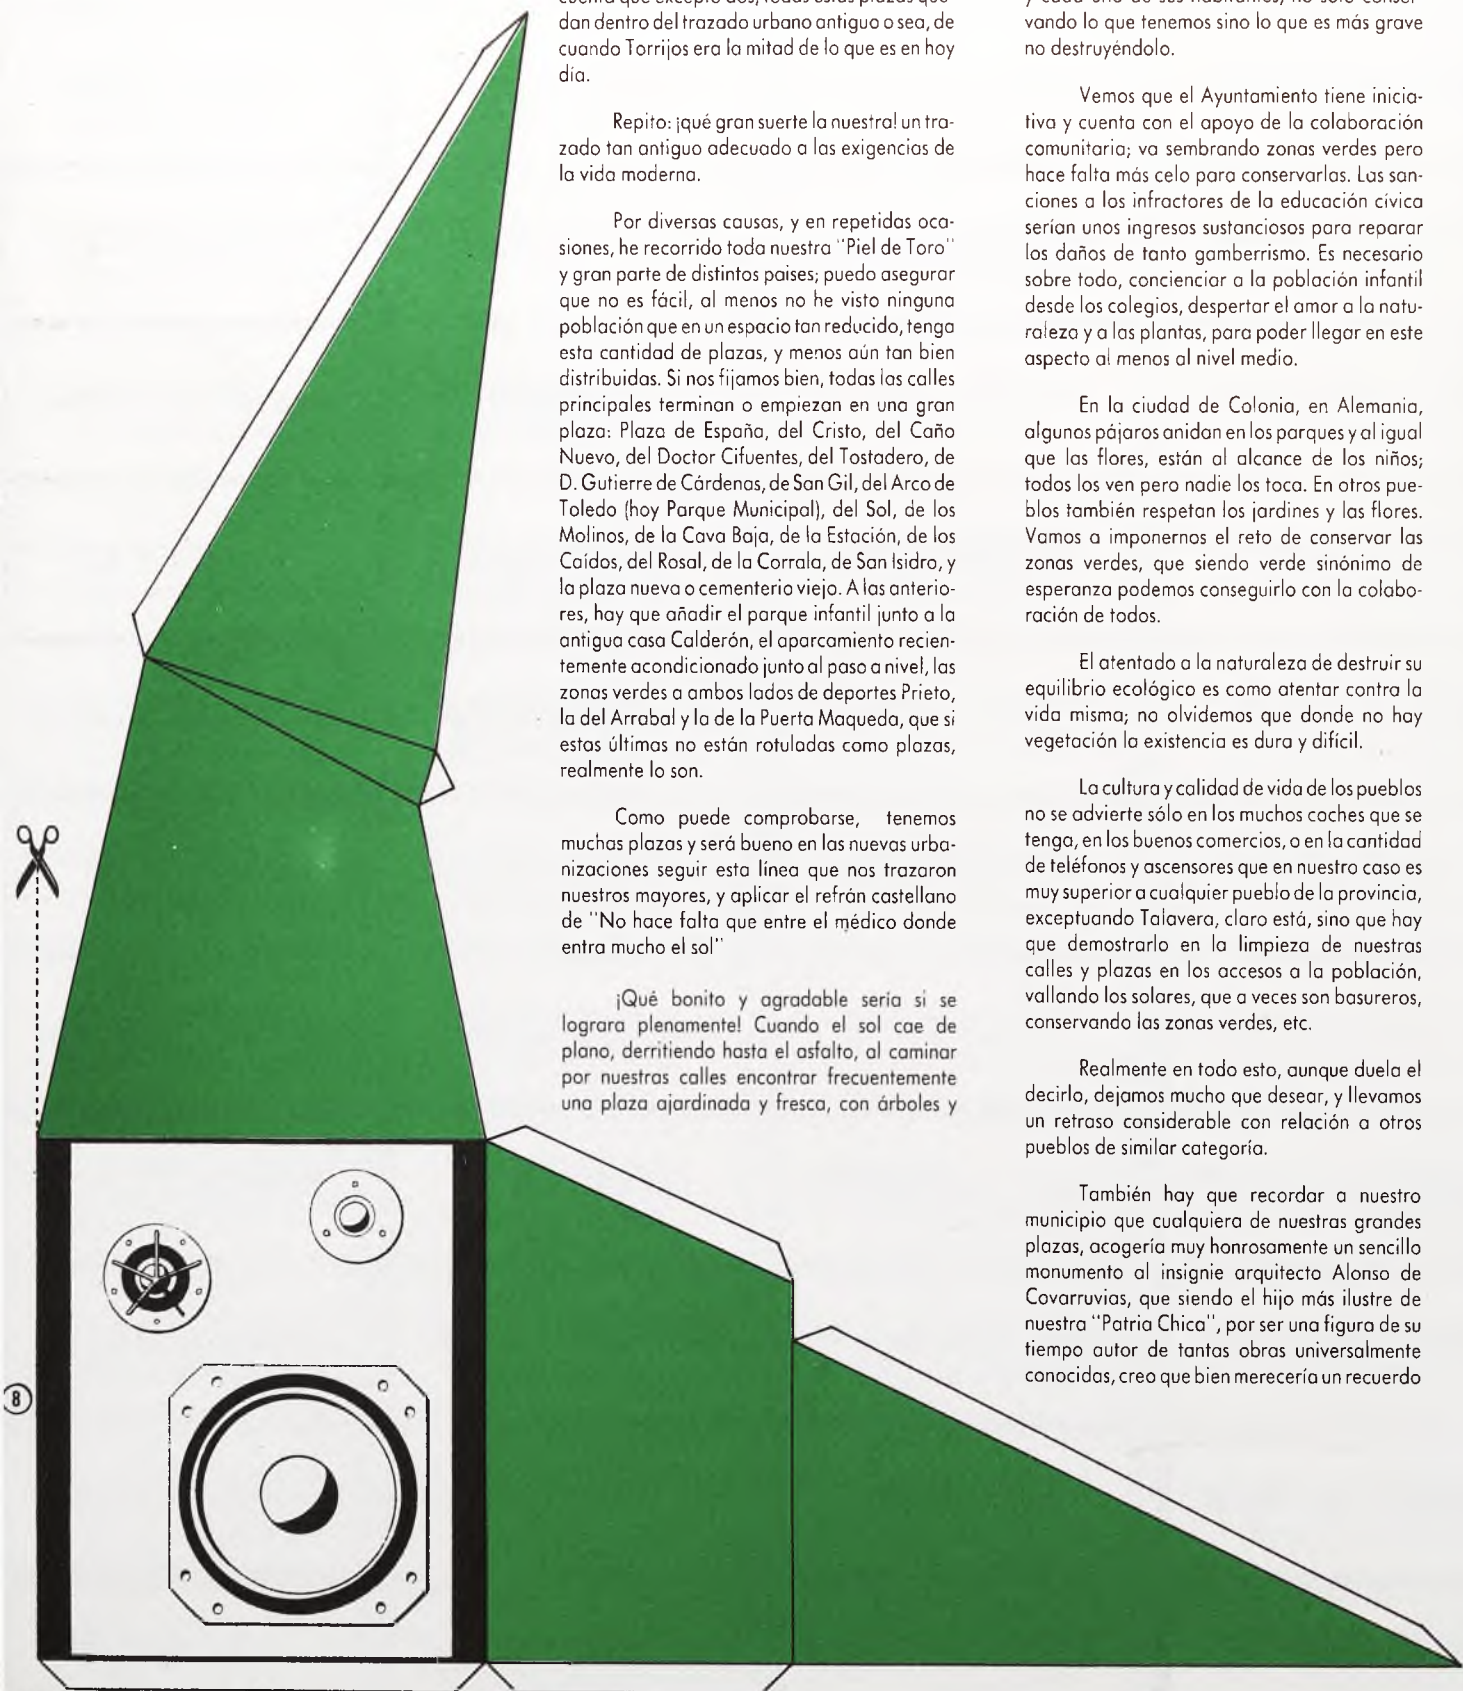 cuenta que excepto dos, todas estas plazas que-
dan dentro del trazado urbano antiguo o sea, de
cuando Torrijos era la mitad de lo que es en hoy
día.
Repito: ¡qué gran suerte la nuestra! un tra-
zado tan antiguo adecuado a las exigencias de
la vida moderna.
Por diversas causas, y en repetidas oca-
siones, he recorrido toda nuestra "Piel de Toro"
y gran parte de distintos paises; puedo asegurar
que no es fácil, al menos no he visto ninguna
población que en un espacio tan reducido, tenga
esta cantidad de plazas, y menos aún tan bien
distribuidas. Si nos fijamos bien, todas las calles
principales terminan o empiezan en una gran
plaza: Plaza de España, del Cristo, del Caño
Nuevo, del Doctor Cifuentes, del Tostadero, de
D. Gutierre de Cárdenas, de San Gil, del Arco de
Toledo (hoy Parque Municipal), del Sol, de los
Molinos, de la Cava Baja, de la Estación, de los
Caídos, del Rosal, de la Corrala, de San Isidro, y
la plaza nueva o cementerio viejo. A las anterio-
res, hay que añadir el parque infantil junto a la
antigua casa Calderón, el aparcamiento recien-
temente acondicionado junto al paso a nivel, las
zonas verdes a ambos lados de deportes Prieto,
la del Arrabal y la de la Puerta Maqueda, que si
estas últimas no están rotuladas como plazas,
realmente lo son.
Como puede comprobarse, tenemos
muchas plazas y será bueno en las nuevas urba-
nizaciones seguir esta línea que nos trazaron
nuestros mayores, y aplicar el refrán castellano
de "No hace falta que entre el médico donde
entra mucho el sol"
¡Qué bonito y agradable seria si se
lograra plenamente! Cuando el sol cae de
plano, derritiendo hasta el asfalto, al caminar
por nuestras calles encontrar frecuentemente
una plaza ajardinada y fresca, con árboles y
y cada uno de sus habitantes, no sólo conser-
vando lo que tenemos sino lo que es más grave
no destruyéndolo.
Vemos que el Ayuntamiento tiene inicia-
tiva y cuenta con el apoyo de la colaboración
comunitaria; va sembrando zonas verdes pero
hace falta más celo para conservarlas. Las san-
ciones a los infractores de la educación cívica
serían unos ingresos sustanciosos para reparar
los daños de tanto gamberrismo. Es necesario
sobre todo, concienciar a la población infantil
desde los colegios, despertar el amor a la natu-
raleza y a las plantas, para poder llegar en este
aspecto al menos al nivel medio.
En la ciudad de Colonia, en Alemania,
algunos pájaros anidan en los parques y al igual
que las flores, están al alcance de los niños;
todos los ven pero nadie los toca. En otros pue-
blos también respetan los jardines y las flores.
Vamos a imponernos el reto de conservar las
zonas verdes, que siendo verde sinónimo de
esperanza podemos conseguirlo con la colabo-
ración de todos.
El atentado a la naturaleza de destruir su
equilibrio ecológico es como atentar contra la
vida misma; no olvidemos que donde no hay
vegetación la existencia es dura y difícil.
La cultura y calidad de vida de los pueblos
no se advierte sólo en los muchos coches que se
tenga, en los buenos comercios, o en la cantidad
de teléfonos y ascensores que en nuestro caso es
muy superior a cualquier pueblo de la provincia,
exceptuando Talavera, claro está, sino que hay
que demostrarlo en la limpieza de nuestras
calles y plazas en los accesos a la población,
vallando los solares, que a veces son basureros,
conservando las zonas verdes, etc.
Realmente en todo esto, aunque duela el
decirlo, dejamos mucho que desear, y llevamos
un retraso considerable con relación a otros
pueblos de similar categoría.
También hay que recordar a nuestro
municipio que cualquiera de nuestras grandes
plazas, acogería muy honrosamente un sencillo
monumento al insignie arquitecto Alonso de
Covarruvias, que siendo el hijo más ilustre de
nuestra "Patria Chica", por ser una figura de su
tiempo autor de tantas obras universalmente
conocidas, creo que bien merecería un recuerdo
8